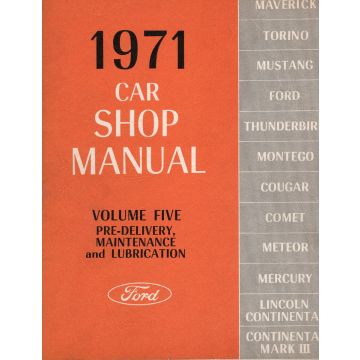 1971
CAR
SHOP
MANUAL
VOLUME FIVE
PRE-DELIVERY,
MAINTENANCE
and LUBRICATION
Ford
MAVERICK
TORINO
MUSTANG
FORD
THUNDERBIR
MONTEGO
COUGAR
COMET
METEOR
MERCURY
LINCOLN
CONTINENTA
CONTINENTA
MARK III